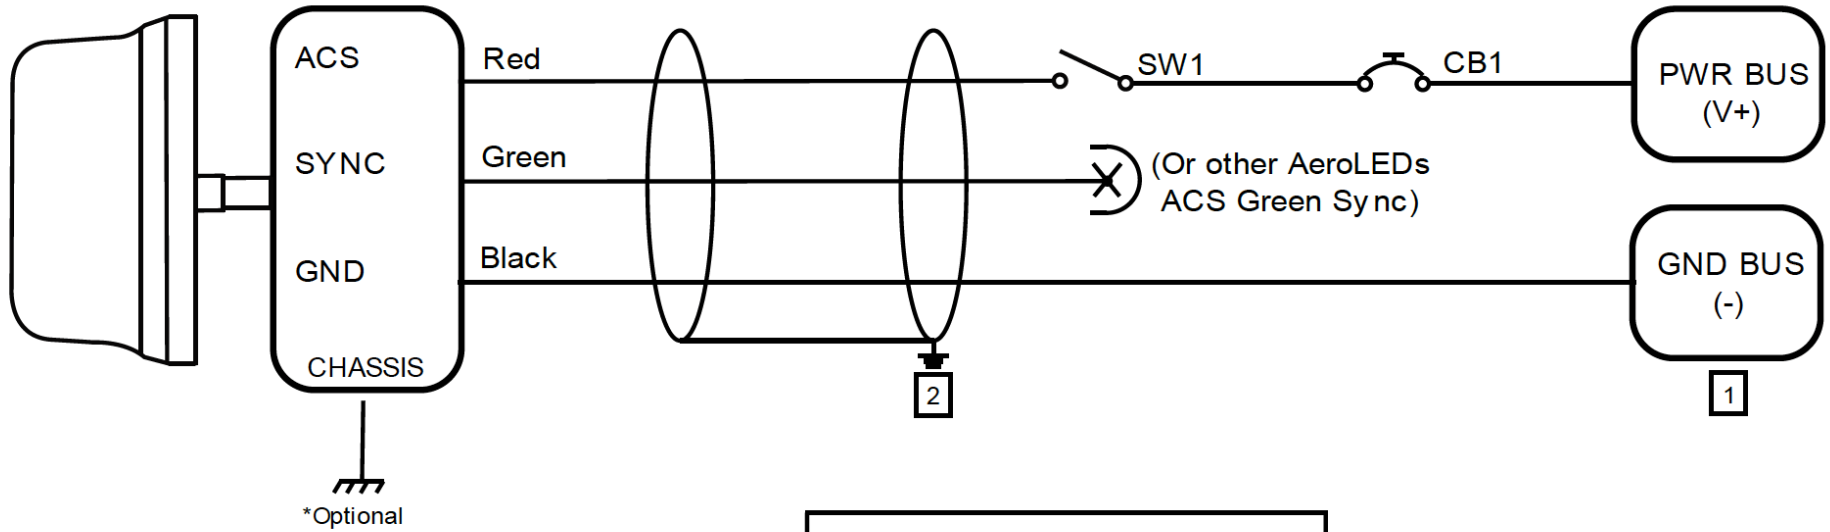 ACS
Red
SW1
CB1
PWR BUS
(V+)
SYNC
Green
(Or other AeroLEDs
ACS Green Sync)
GND
Black
GND BUS
(-)
CHASSIS
2
1
*Optional